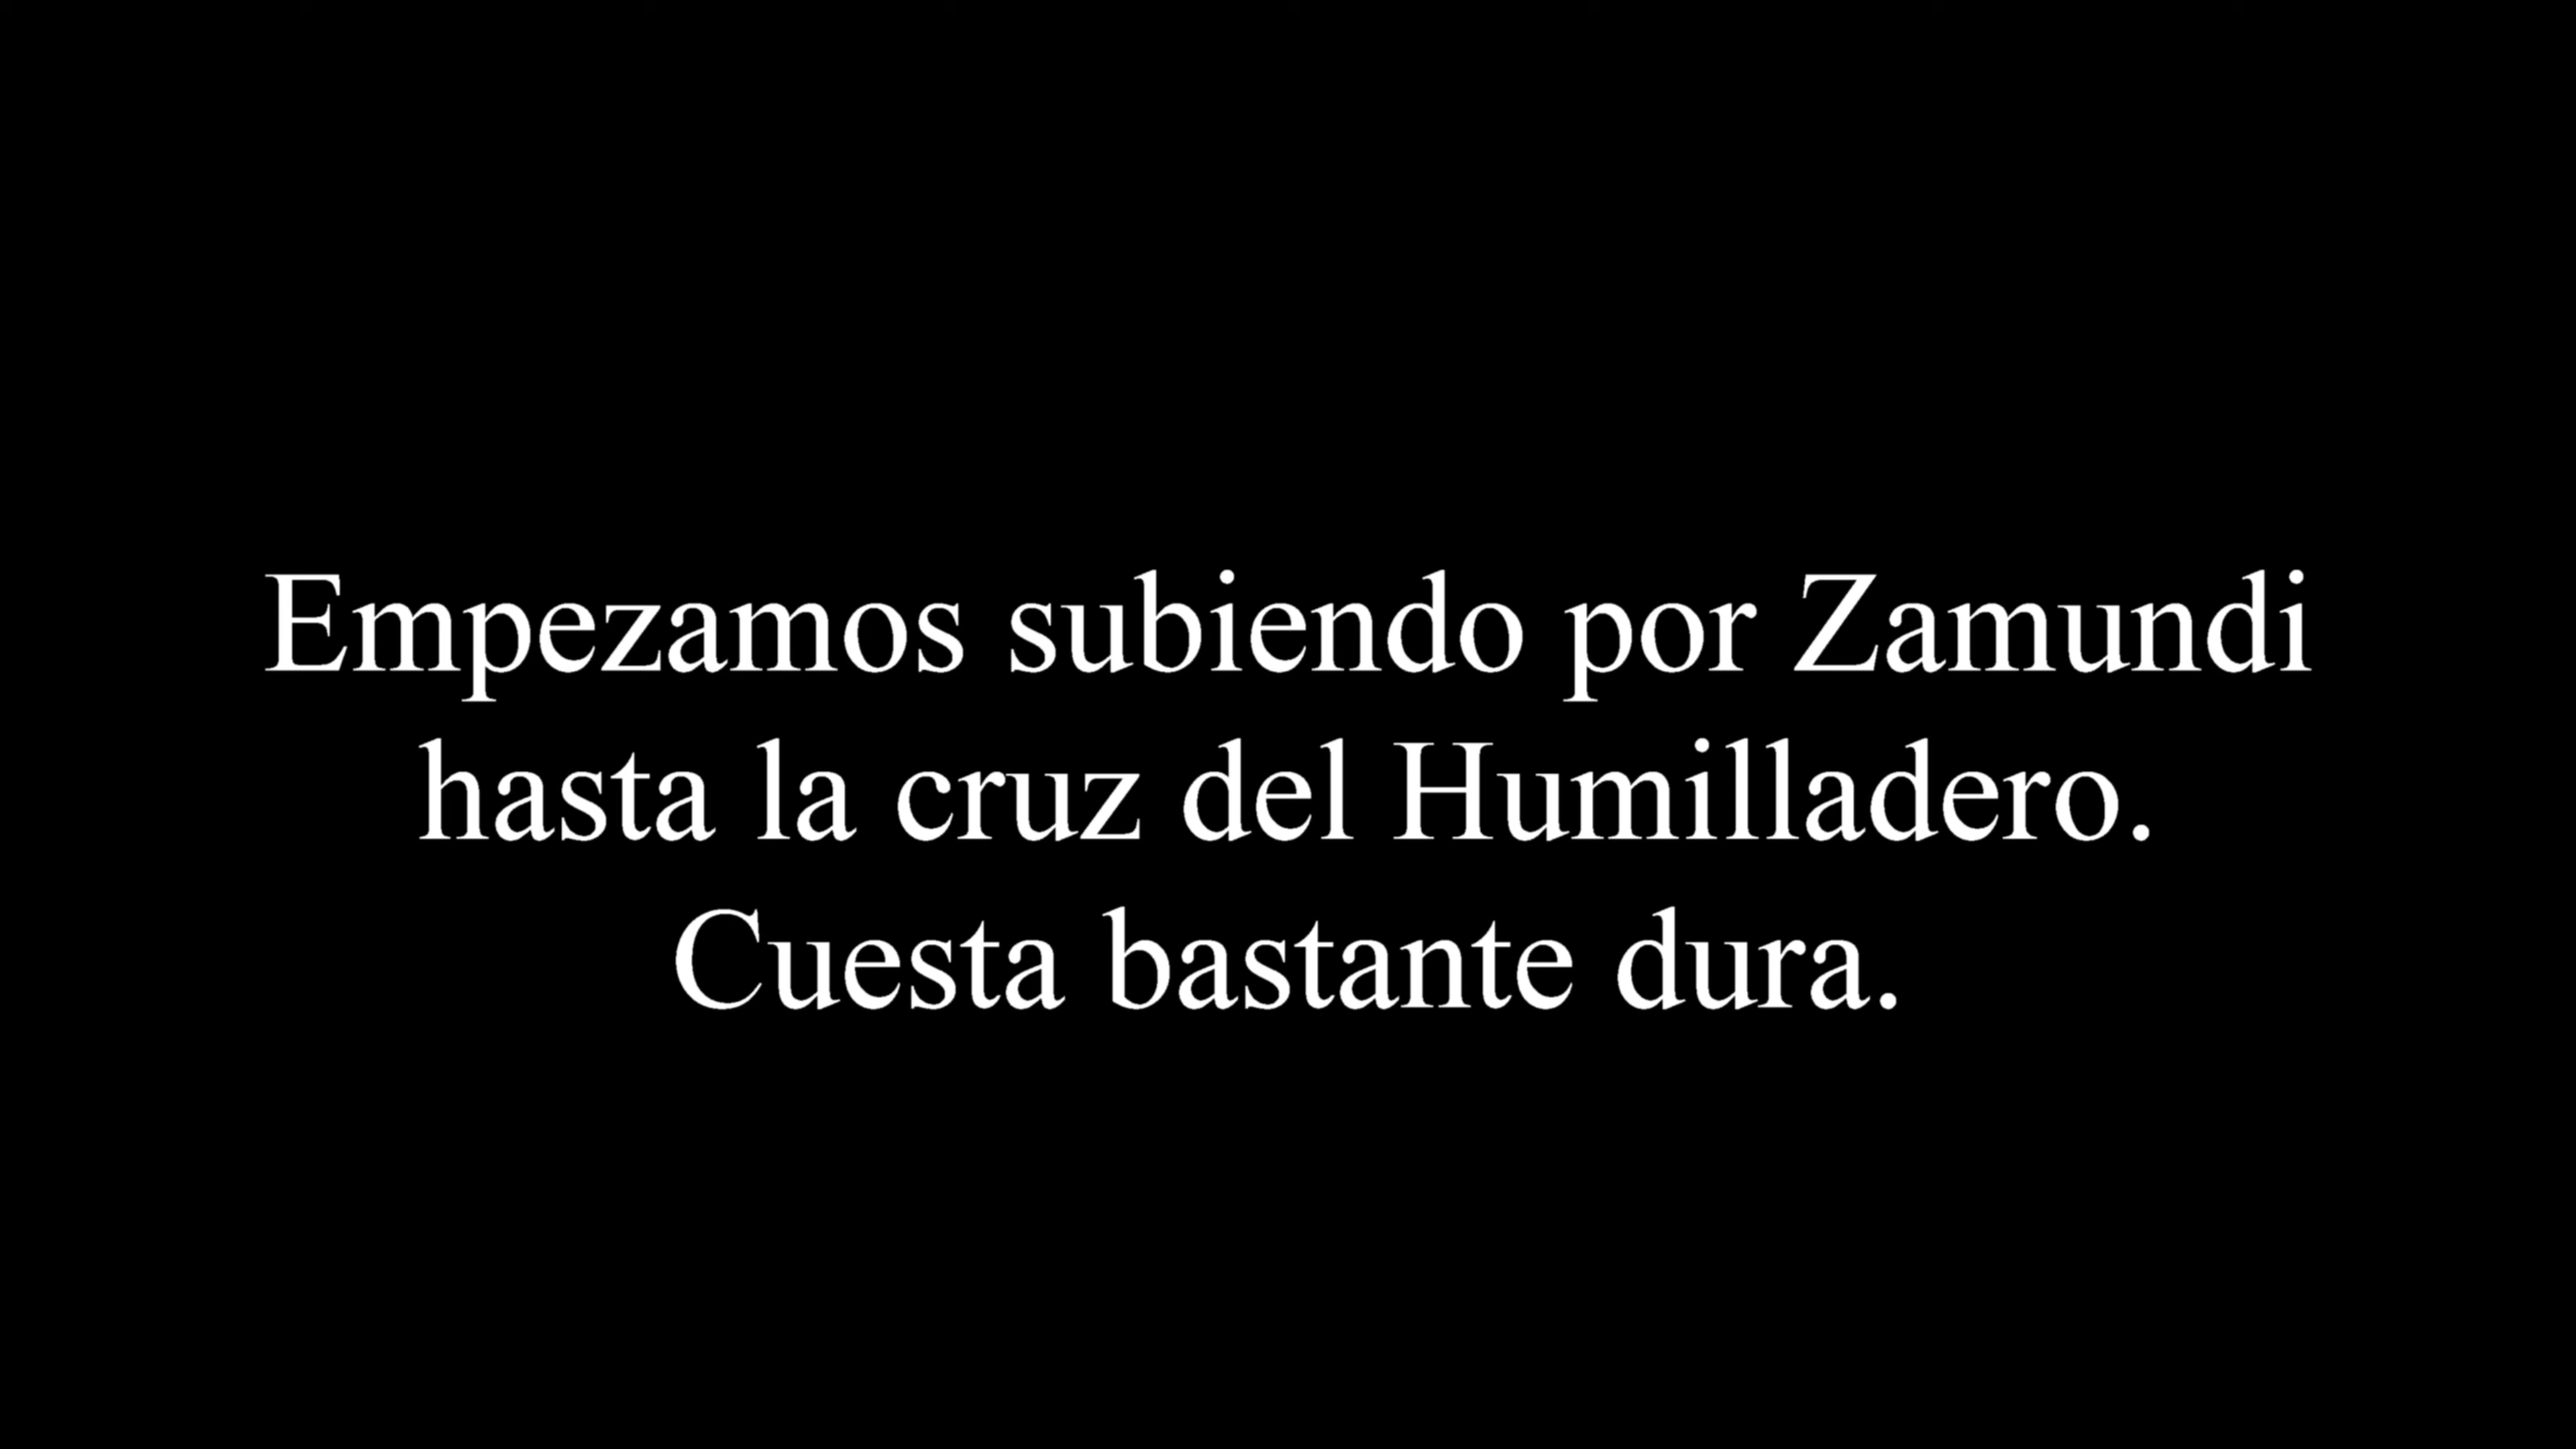 Empezamos subiendo por Zamundi
hasta la cruz del Humilladero.
Cuesta bastante dura.